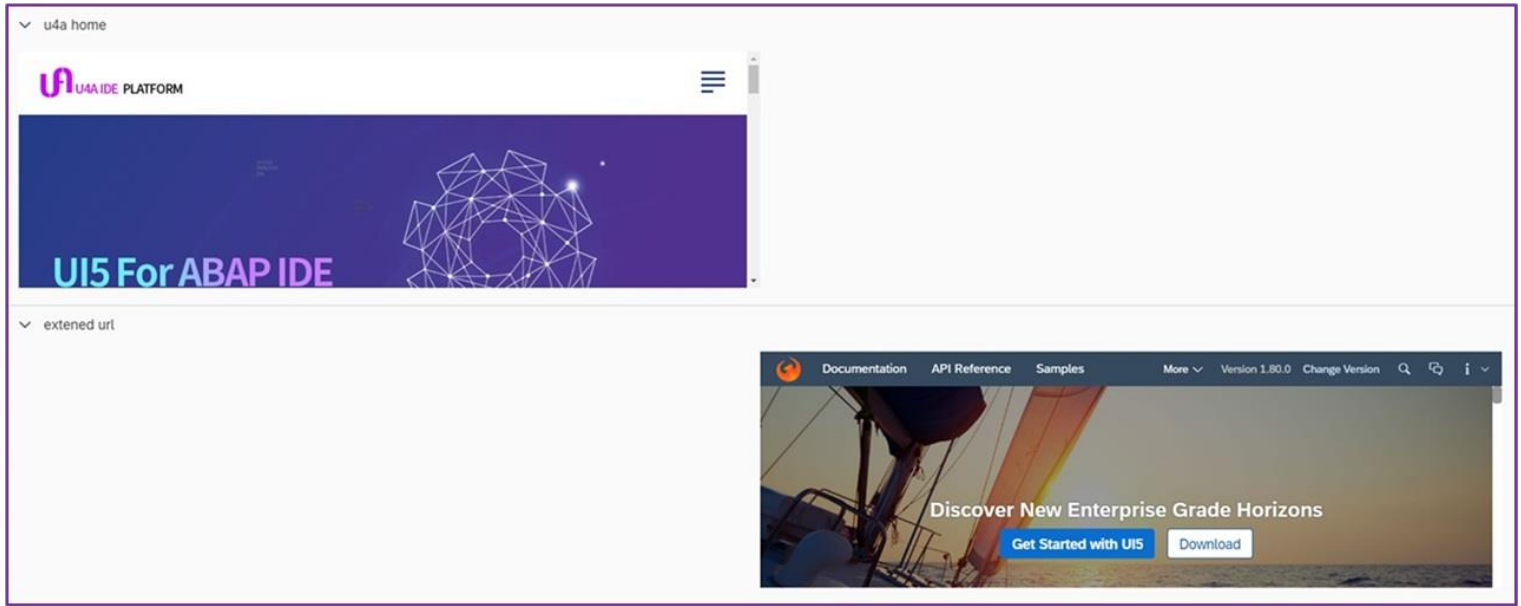 u4a home
U4A IDE PLATFORM
UI5 For ABAP IDE
extened url
Documentation API Reference Samples More Version 1.80.0 Change Version
Discover New Enterprise Grade Horizons
Get Started with UI5 Download